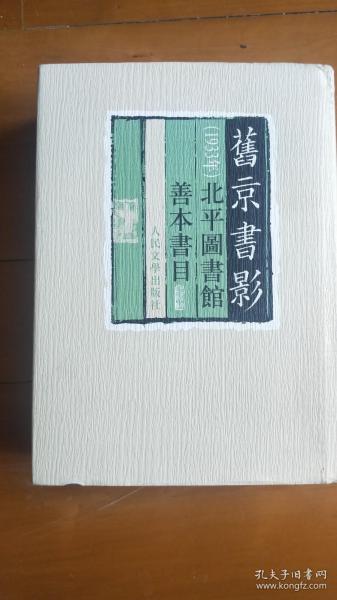 舊京書影
(1933年)
北平圖書館
善本書目
人民文學出版社
孔夫子旧书网
www.kongfz.com